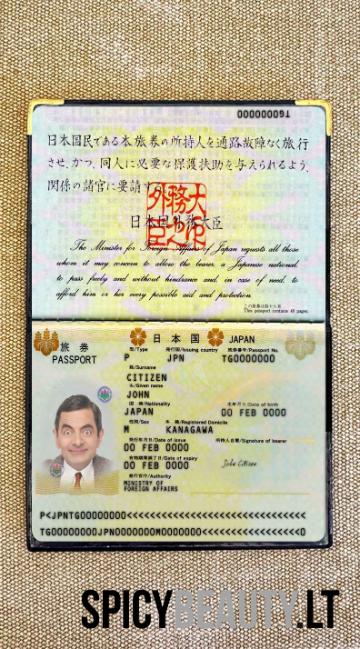 TG0000000
日本国民である本旅券の所持人を通路故障なく旅行
させ、かつ、同人に必要な保護扶助を与えられるよう、
関係の諸官に要請する。
日本国外務大臣
The Minister for Foreign Affairs of Japan requests all those
whom it may concern to allow the bearer, a Japanese national,
to pass freely and without hindrance and, in case of need, to
afford him or her every possible aid and protection.
This passport contains 48 pages.
旅券 日本国 JAPAN
PASSPORT
型/Type 発行国/Issuing country 旅券番号/Passport No.
P JPN TG0000000
姓/Surname
CITIZEN
名/Given name
JOHN
国籍/Nationality 生年月日/Date of birth
JAPAN 00 FEB 0000
性別/Sex 本籍/Registered Domicile
M KANAGAWA
発行年月日/Date of issue 所持人自署/Signature of bearer
00 FEB 0000
有効期間満了日/Date of expiry
00 FEB 0000 John Citizen
発行官庁/Authority
MINISTRY OF
FOREIGN AFFAIRS
P<JPNTG00000000<<<<<<<<<<<<<<<<<<<<<<<<<<<<<
TG00000000JPN0000000M0000000<<<<<<<<<<<<<<<0
SPICYBEAUTY.LT